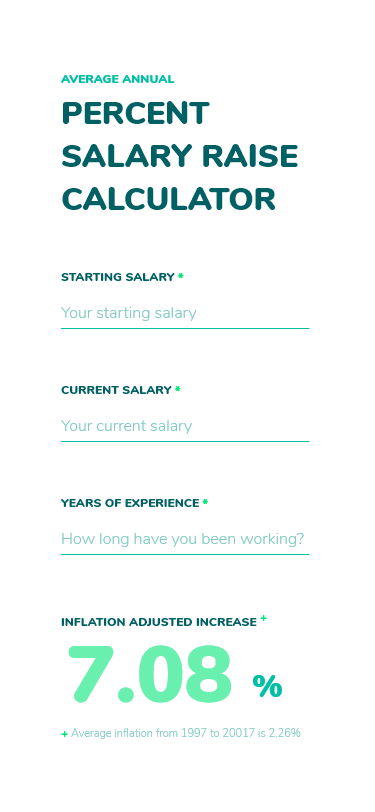 AVERAGE ANNUAL
PERCENT
SALARY RAISE
CALCULATOR
STARTING SALARY *
Your starting salary
CURRENT SALARY *
Your current salary
YEARS OF EXPERIENCE *
How long have you been working?
INFLATION ADJUSTED INCREASE +
7.08 %
+ Average inflation from 1997 to 20017 is 2.26%